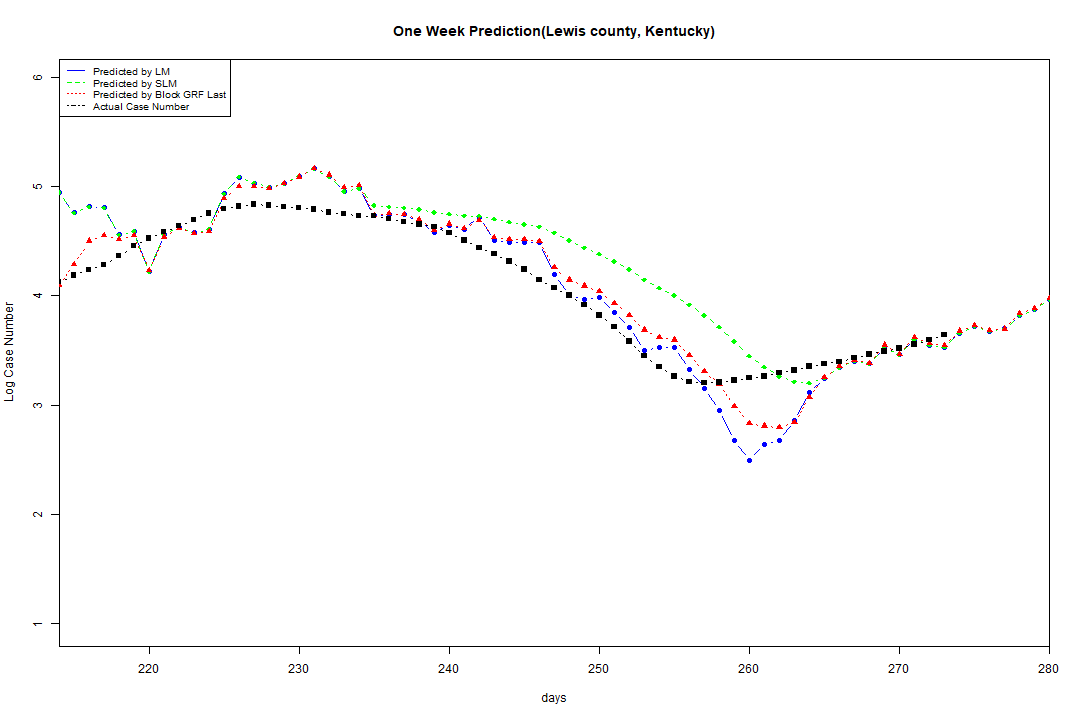 One Week Prediction(Lewis county, Kentucky)
Predicted by LM
Predicted by SLM
Predicted by Block GRF Last
Actual Case Number
6
5
4
3
2
1
Log Case Number
220 230 240 250 260 270 280
days